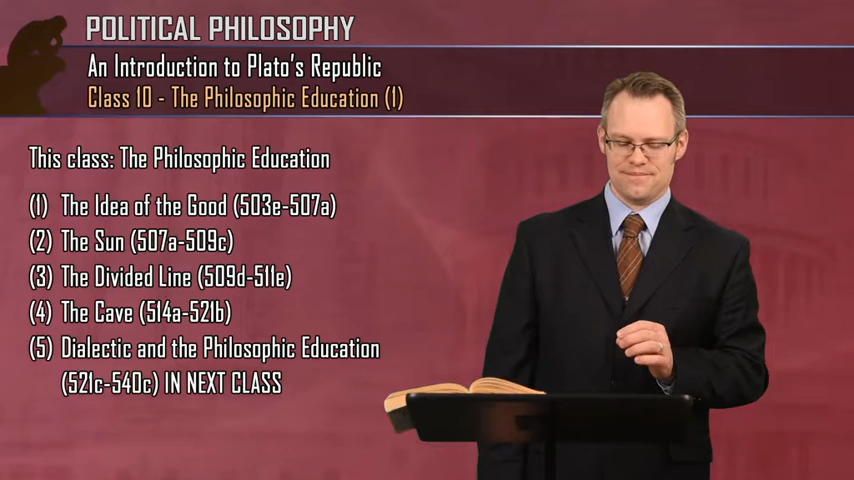 POLITICAL PHILOSOPHY
An Introduction to Plato's Republic
Class 10 - The Philosophic Education (1)
This class: The Philosophic Education
(1) The Idea of the Good (503e-507a)
(2) The Sun (507a-509c)
(3) The Divided Line (509d-511e)
(4) The Cave (514a-521b)
(5) Dialectic and the Philosophic Education
(521c-540c) IN NEXT CLASS